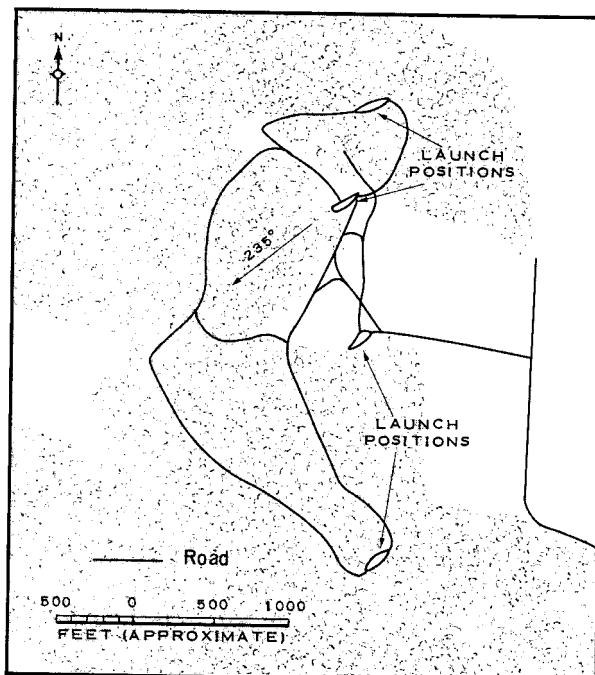 N
LAUNCH
POSITIONS
235°
LAUNCH
POSITIONS
Road
500 0 500 1000
FEET (APPROXIMATE)